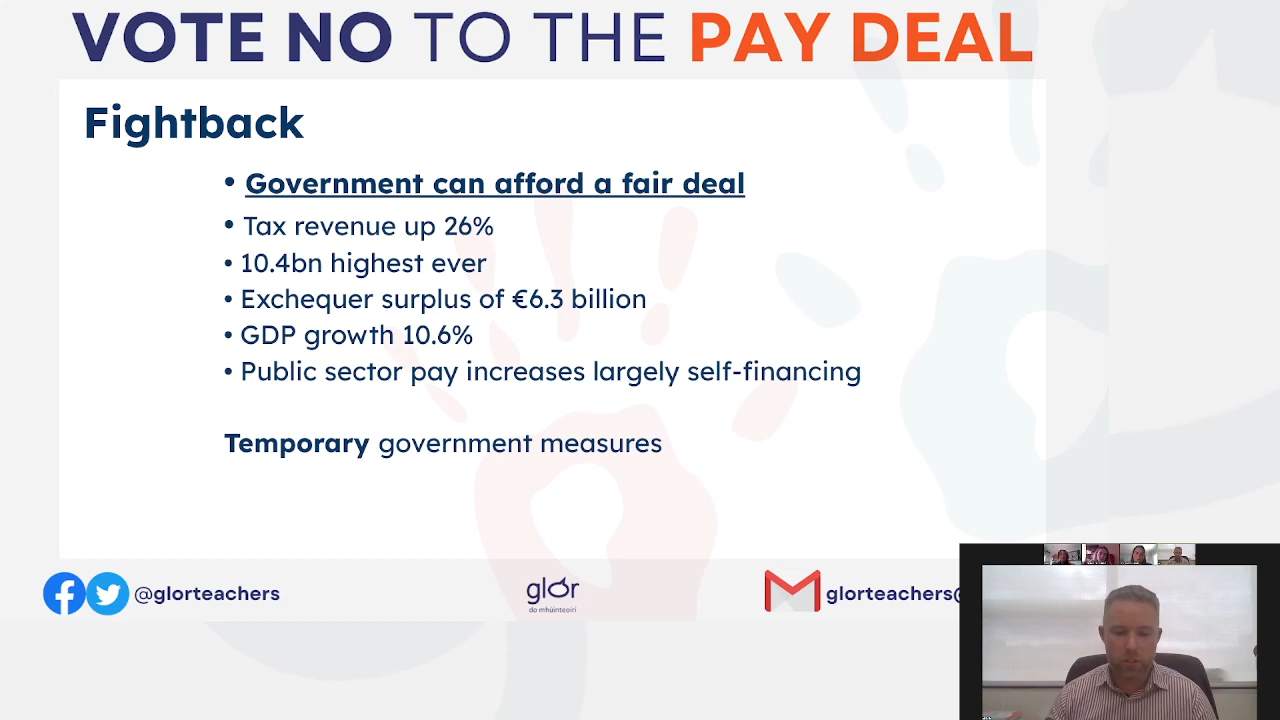 VOTE NO TO THE PAY DEAL
Fightback
• Government can afford a fair deal
• Tax revenue up 26%
• 10.4bn highest ever
• Exchequer surplus of €6.3 billion
• GDP growth 10.6%
• Public sector pay increases largely self-financing
Temporary government measures
@glorteachers
glór
do mhúinteoirí
glorteachers@